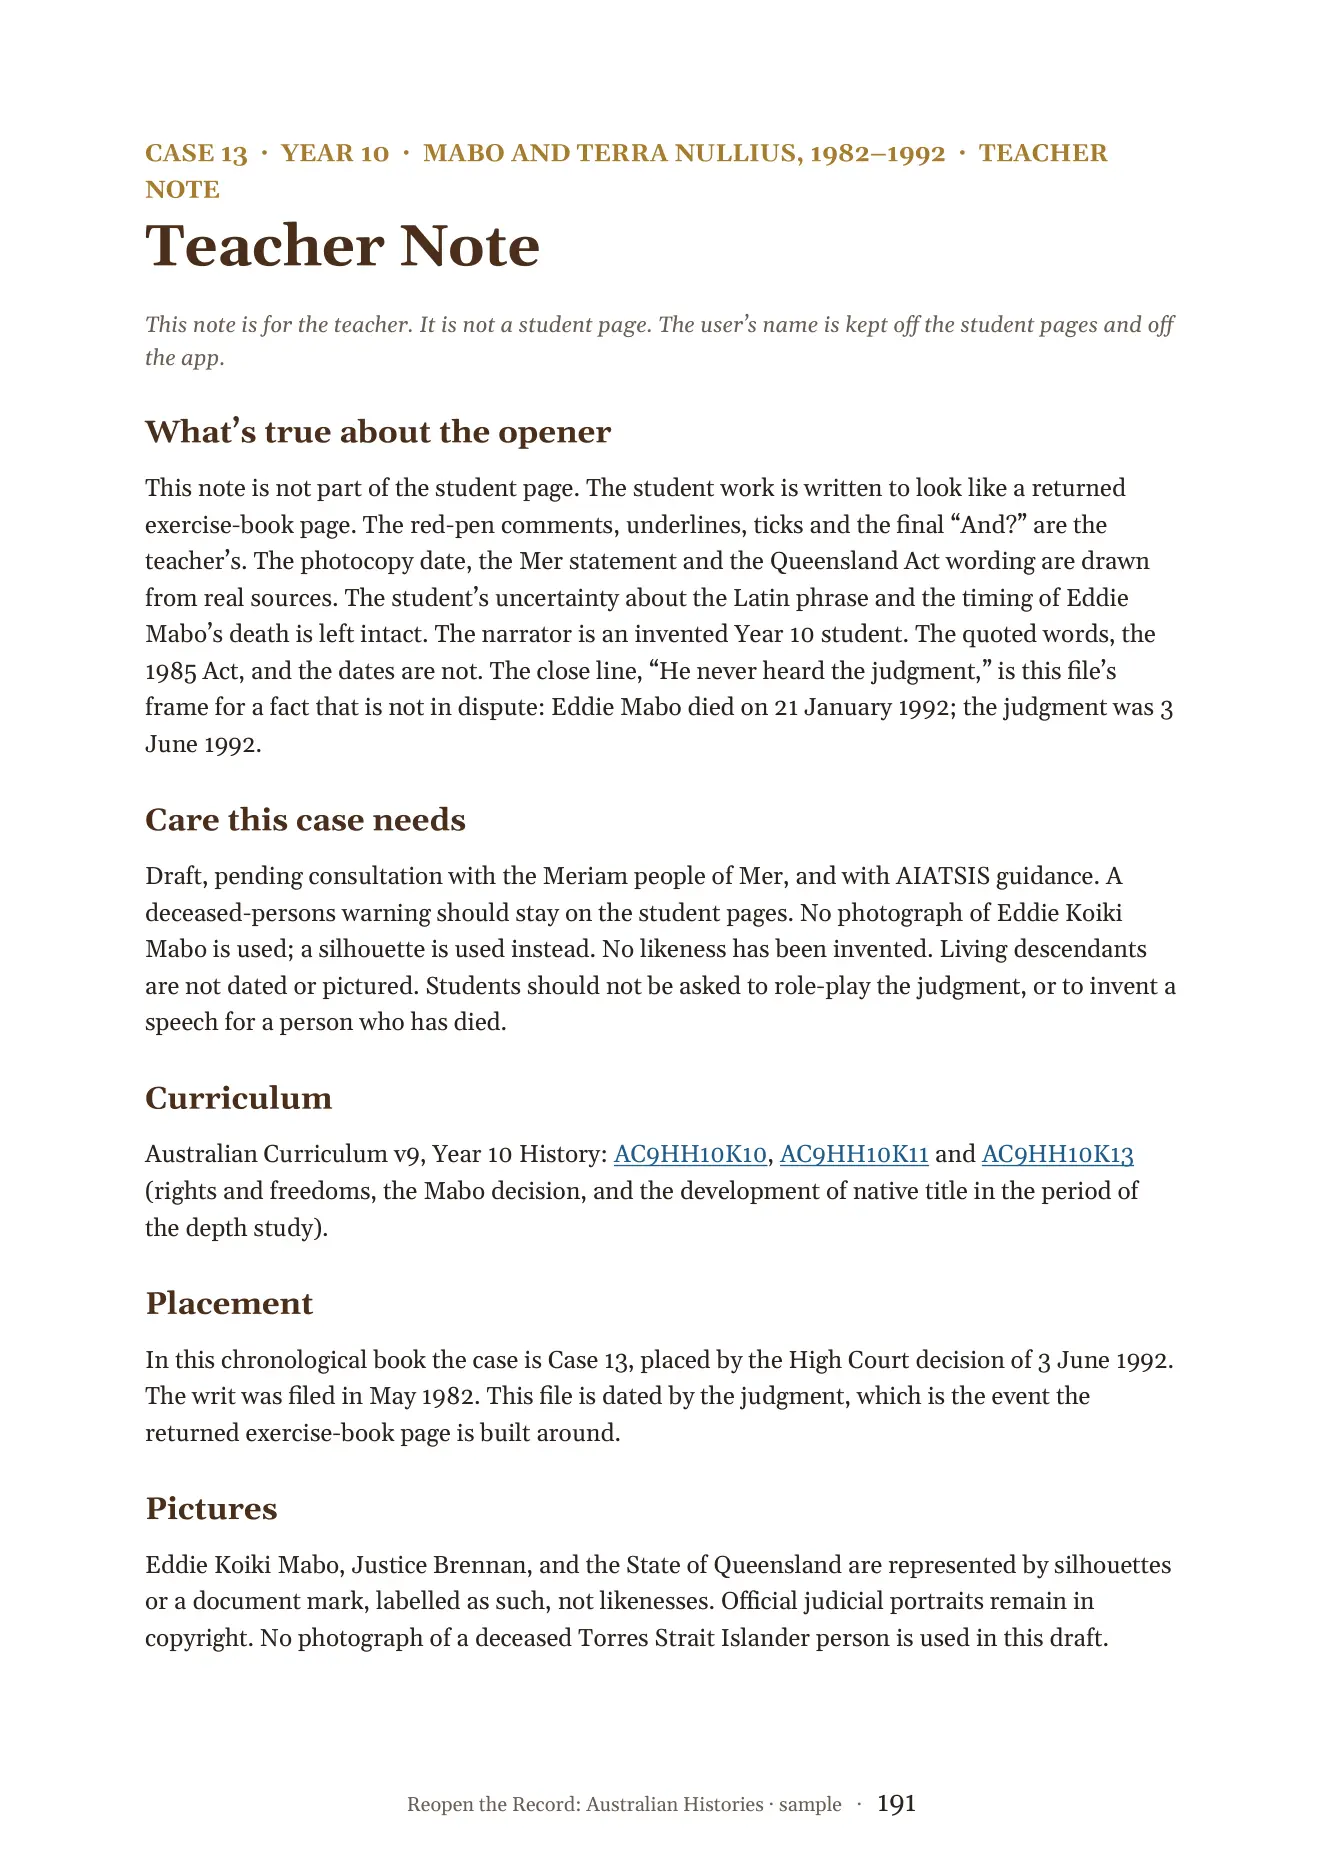 CASE 13 · YEAR 10 · MABO AND TERRA NULLIUS, 1982–1992 · TEACHER
NOTE
Teacher Note
This note is for the teacher. It is not a student page. The user’s name is kept off the student pages and off
the app.
What’s true about the opener
This note is not part of the student page. The student work is written to look like a returned
exercise-book page. The red-pen comments, underlines, ticks and the final “And?” are the
teacher’s. The photocopy date, the Mer statement and the Queensland Act wording are drawn
from real sources. The student’s uncertainty about the Latin phrase and the timing of Eddie
Mabo’s death is left intact. The narrator is an invented Year 10 student. The quoted words, the
1985 Act, and the dates are not. The close line, “He never heard the judgment,” is this file’s
frame for a fact that is not in dispute: Eddie Mabo died on 21 January 1992; the judgment was 3
June 1992.
Care this case needs
Draft, pending consultation with the Meriam people of Mer, and with AIATSIS guidance. A
deceased-persons warning should stay on the student pages. No photograph of Eddie Koiki
Mabo is used; a silhouette is used instead. No likeness has been invented. Living descendants
are not dated or pictured. Students should not be asked to role-play the judgment, or to invent a
speech for a person who has died.
Curriculum
Australian Curriculum v9, Year 10 History: AC9HH10K10, AC9HH10K11 and AC9HH10K13
(rights and freedoms, the Mabo decision, and the development of native title in the period of
the depth study).
Placement
In this chronological book the case is Case 13, placed by the High Court decision of 3 June 1992.
The writ was filed in May 1982. This file is dated by the judgment, which is the event the
returned exercise-book page is built around.
Pictures
Eddie Koiki Mabo, Justice Brennan, and the State of Queensland are represented by silhouettes
or a document mark, labelled as such, not likenesses. Official judicial portraits remain in
copyright. No photograph of a deceased Torres Strait Islander person is used in this draft.
Reopen the Record: Australian Histories · sample · 191